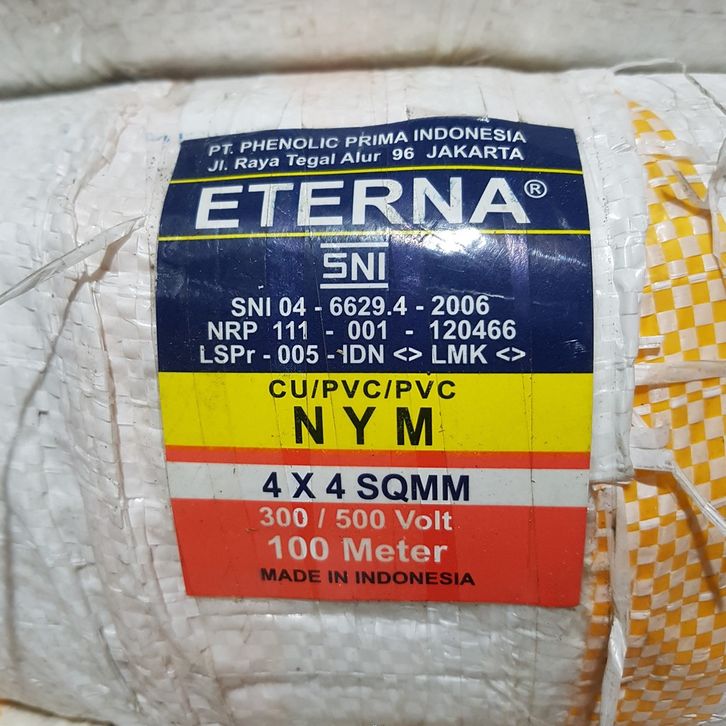 PT. PHENOLIC PRIMA INDONESIA
Jl. Raya Tegal Alur 96 JAKARTA
ETERNA®
SNI
SNI 04 - 6629.4 - 2006
NRP 111 - 001 - 120466
LSPr - 005 - IDN <> LMK <>
CU/PVC/PVC
NYM
4 X 4 SQMM
300 / 500 Volt
100 Meter
MADE IN INDONESIA